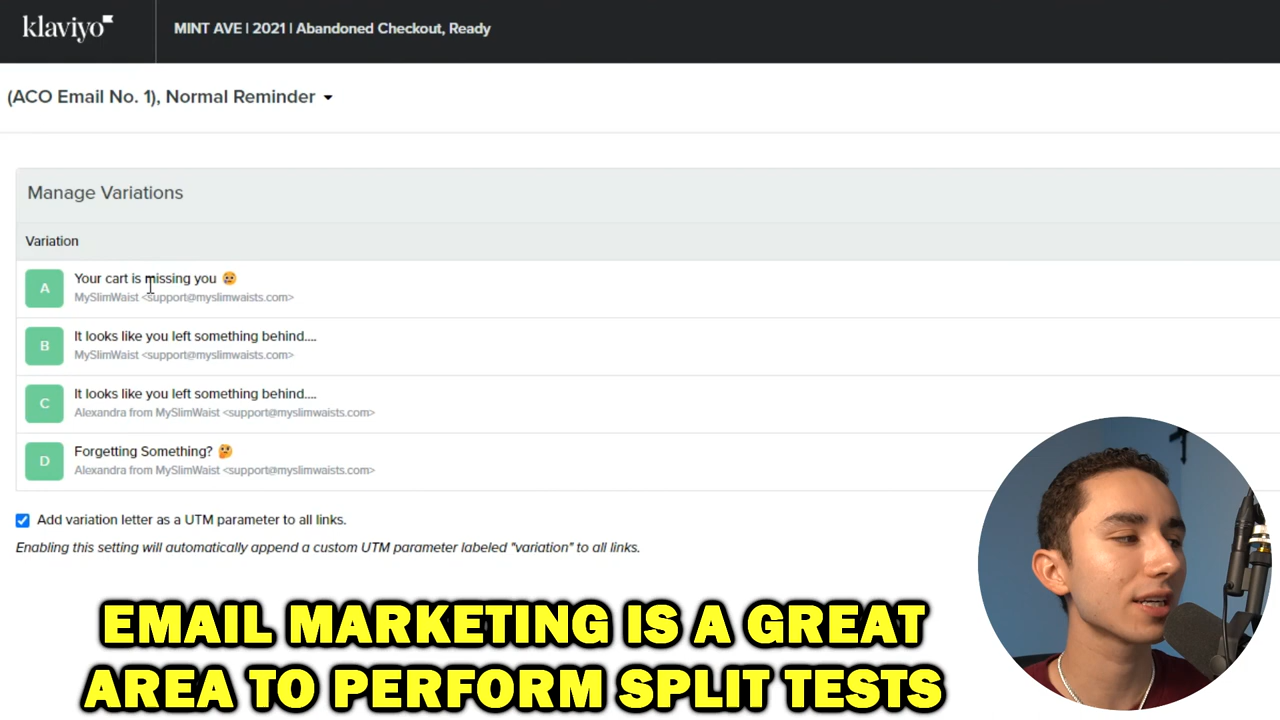 klaviyo
MINT AVE | 2021 | Abandoned Checkout, Ready
(ACO Email No. 1), Normal Reminder
Manage Variations
Variation
A
Your cart is missing you 😢
MySlimWaist <support@myslimwaists.com>
B
It looks like you left something behind....
MySlimWaist <support@myslimwaists.com>
C
It looks like you left something behind....
Alexandra from MySlimWaist <support@myslimwaists.com>
D
Forgetting Something? 🤔
Alexandra from MySlimWaist <support@myslimwaists.com>
Add variation letter as a UTM parameter to all links.
Enabling this setting will automatically append a custom UTM parameter labeled "variation" to all links.
EMAIL MARKETING IS A GREAT
AREA TO PERFORM SPLIT TESTS